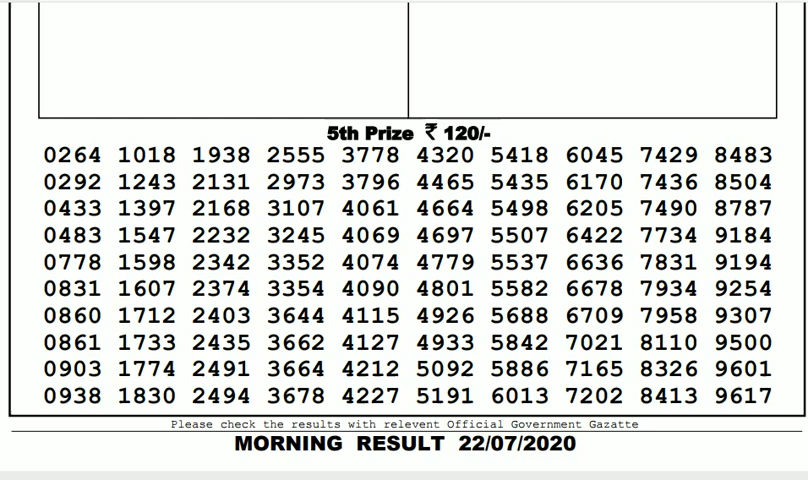 5th Prize ₹ 120/-
0264 1018 1938 2555 3778 4320 5418 6045 7429 8483
0292 1243 2131 2973 3796 4465 5435 6170 7436 8504
0433 1397 2168 3107 4061 4664 5498 6205 7490 8787
0483 1547 2232 3245 4069 4697 5507 6422 7734 9184
0778 1598 2342 3352 4074 4779 5537 6636 7831 9194
0831 1607 2374 3354 4090 4801 5582 6678 7934 9254
0860 1712 2403 3644 4115 4926 5688 6709 7958 9307
0861 1733 2435 3662 4127 4933 5842 7021 8110 9500
0903 1774 2491 3664 4212 5092 5886 7165 8326 9601
0938 1830 2494 3678 4227 5191 6013 7202 8413 9617
Please check the results with relevent Official Government Gazatte
MORNING RESULT 22/07/2020